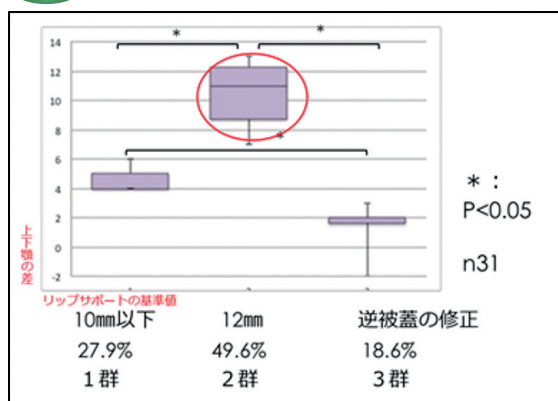 *
*
14
12
10
8
*
6
4
2
0
-2
上下顎の差
* :
P<0.05
n31
リップサポートの基準値
10mm以下 12mm 逆被蓋の修正
27.9% 49.6% 18.6%
1群 2群 3群